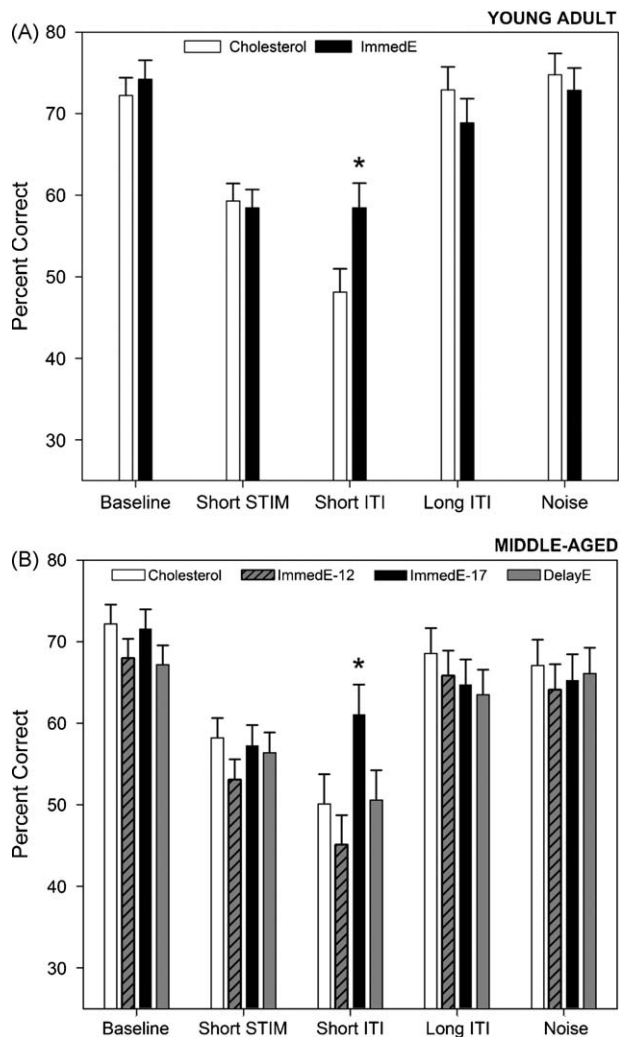 (A)
YOUNG ADULT
Cholesterol ImmedE
80
70
60
50
40
30
*
Percent Correct
Baseline Short STIM Short ITI Long ITI Noise
(B)
MIDDLE-AGED
Cholesterol ImmedE-12 ImmedE-17 DelayE
80
70
60
50
40
30
*
Percent Correct
Baseline Short STIM Short ITI Long ITI Noise